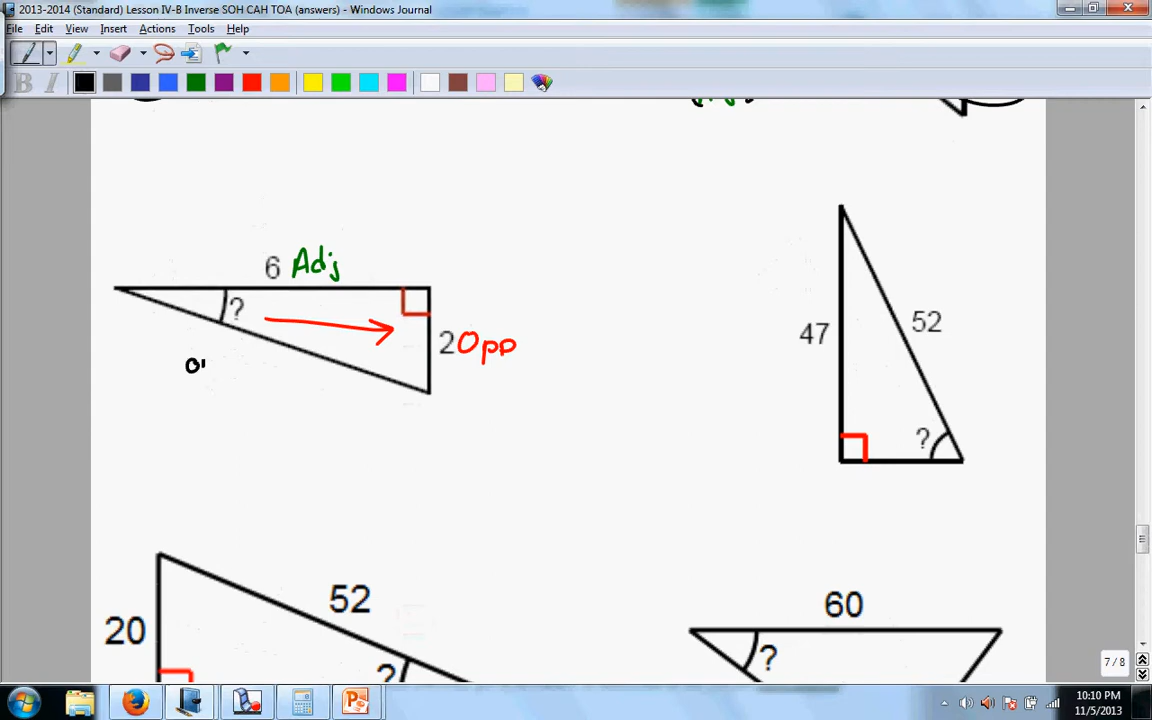 2013-2014 (Standard) Lesson IV-B Inverse SOH CAH TOA (answers) - Windows Journal
File Edit View Insert Actions Tools Help
B I
6 Adj
?
2 Opp
47
52
?
52
20
?
60
?
7 / 8
10:10 PM
11/5/2013